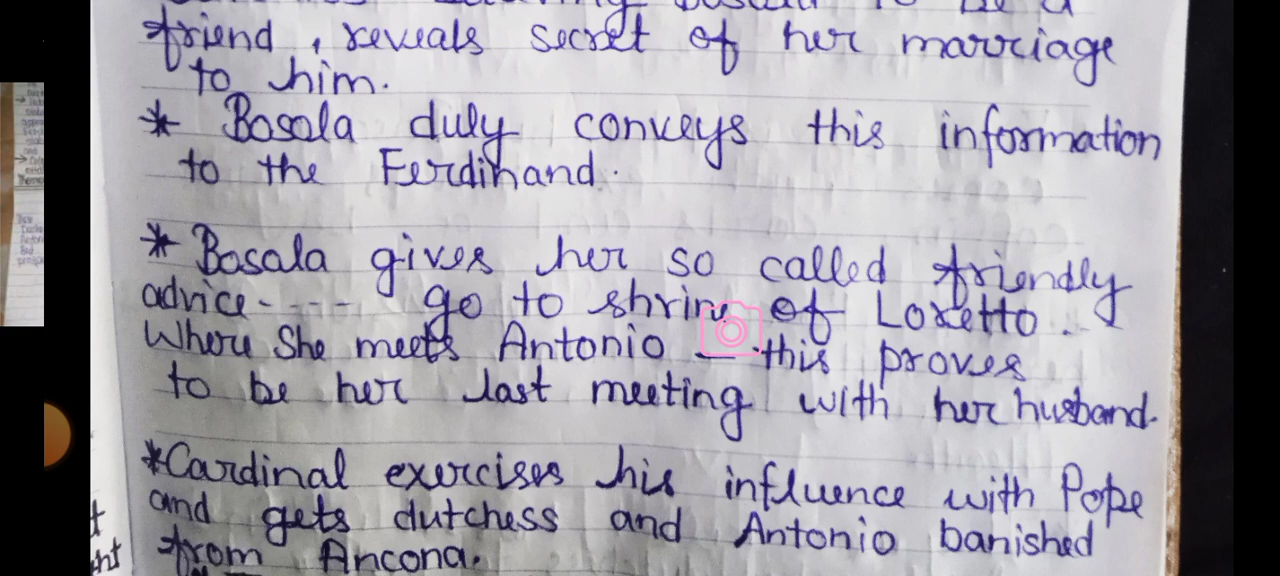 friend, reveals secret of her marriage
to him.
* Bosola duly conveys this information
to the Ferdinand.
* Bosala gives her so called friendly
advice---- go to shrine of Loretto.
Where She meets Antonio — this proves
to be her last meeting with her husband.
*Cardinal exercises his influence with Pope
and gets dutchess and Antonio banished
from Ancona.